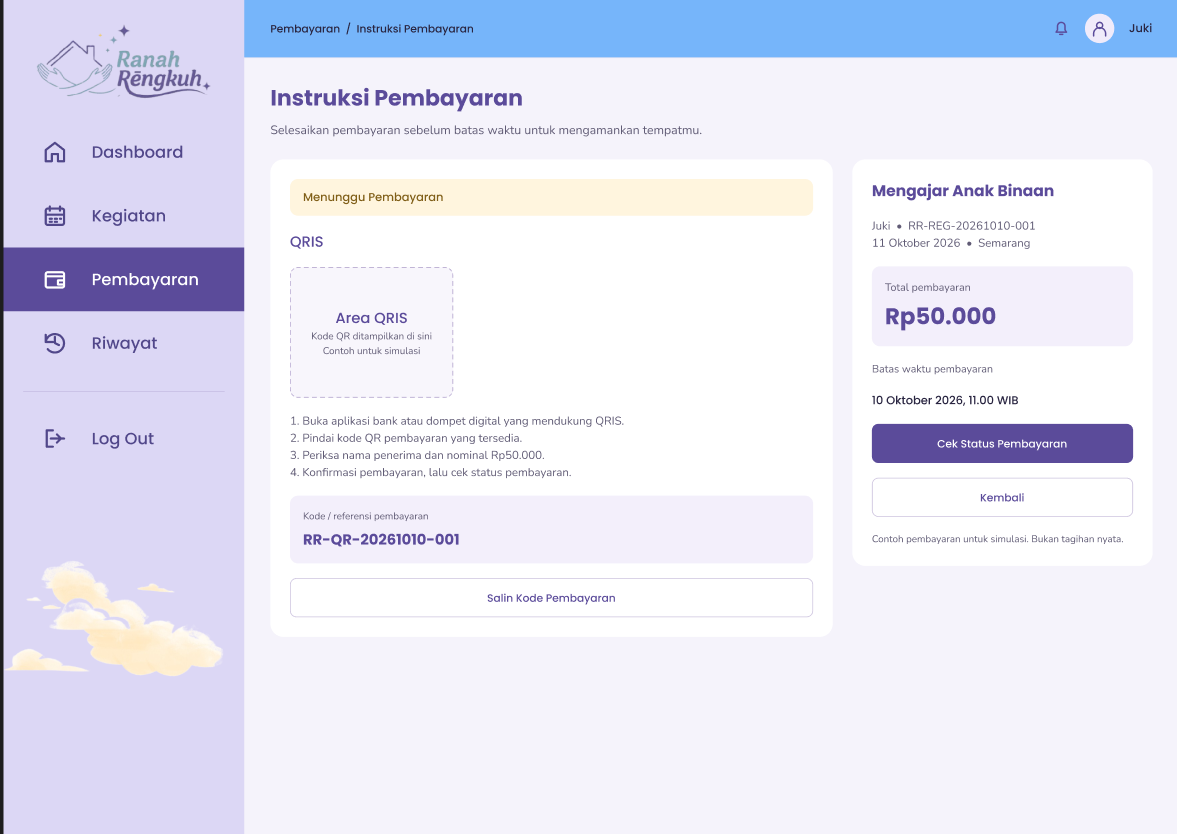 Ranah
Rēngkuh
Dashboard
Kegiatan
Pembayaran
Riwayat
Log Out
Pembayaran / Instruksi Pembayaran
Juki
Instruksi Pembayaran
Selesaikan pembayaran sebelum batas waktu untuk mengamankan tempatmu.
Menunggu Pembayaran
QRIS
Area QRIS
Kode QR ditampilkan di sini
Contoh untuk simulasi
1. Buka aplikasi bank atau dompet digital yang mendukung QRIS.
2. Pindai kode QR pembayaran yang tersedia.
3. Periksa nama penerima dan nominal Rp50.000.
4. Konfirmasi pembayaran, lalu cek status pembayaran.
Kode / referensi pembayaran
RR-QR-20261010-001
Salin Kode Pembayaran
Mengajar Anak Binaan
Juki • RR-REG-20261010-001
11 Oktober 2026 • Semarang
Total pembayaran
Rp50.000
Batas waktu pembayaran
10 Oktober 2026, 11.00 WIB
Cek Status Pembayaran
Kembali
Contoh pembayaran untuk simulasi. Bukan tagihan nyata.